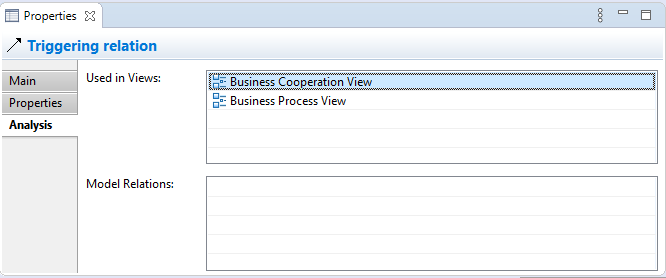 Properties
Triggering relation
Main
Properties
Analysis
Used in Views:
Business Cooperation View
Business Process View
Model Relations: